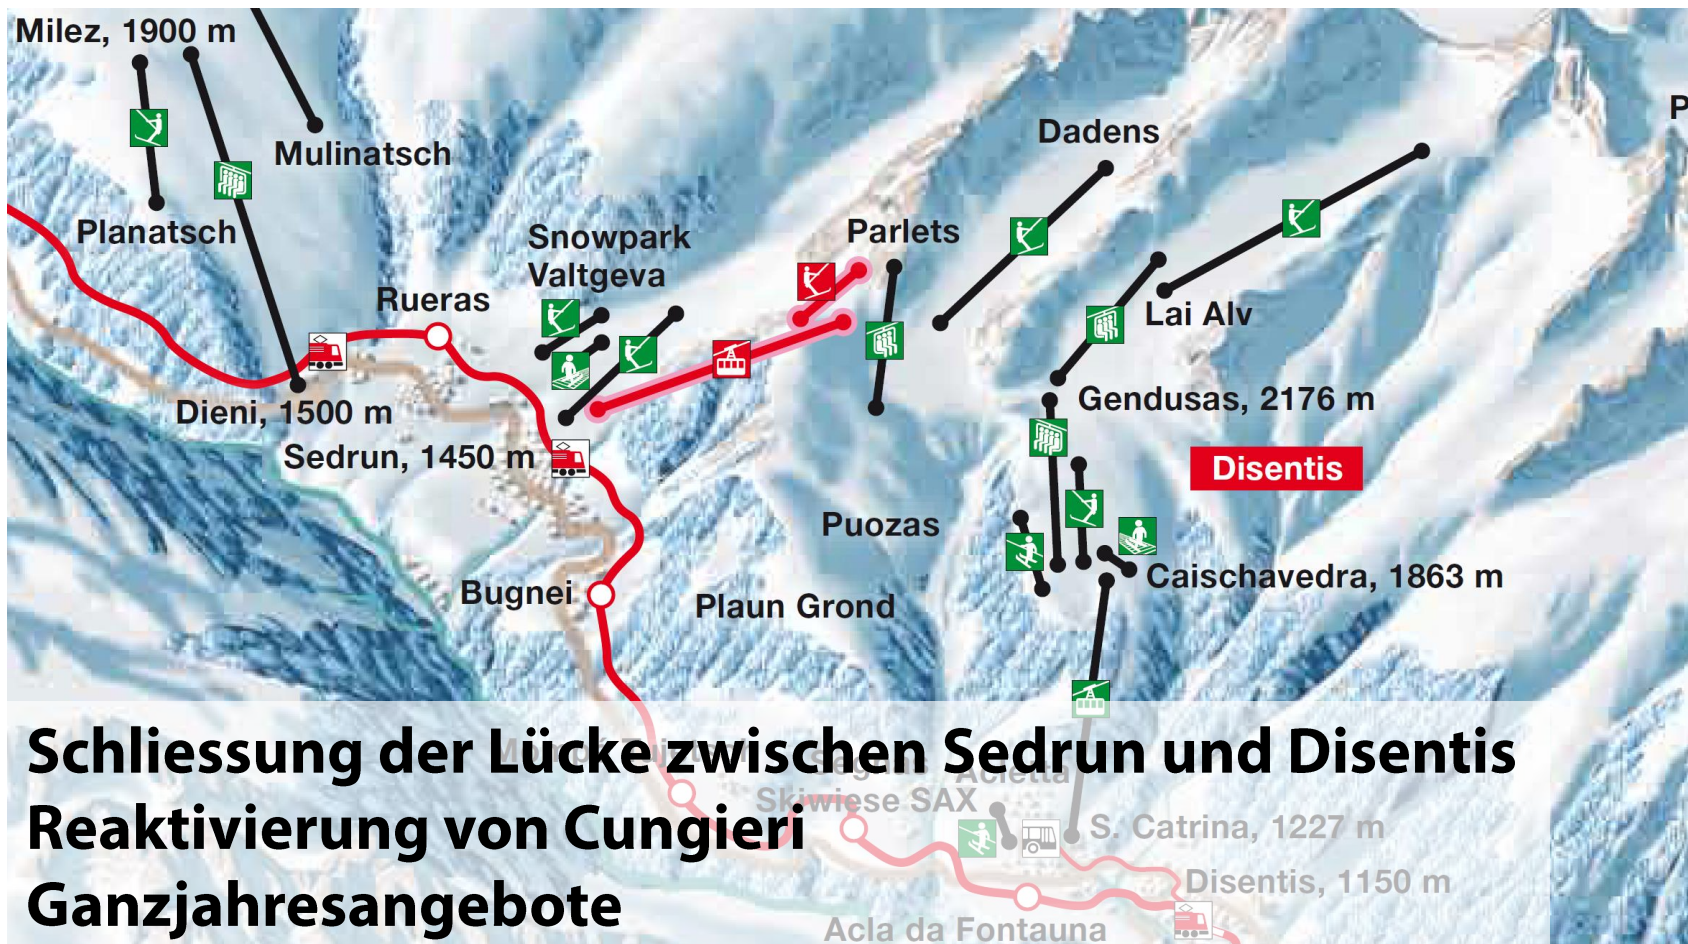 Milez, 1900 m
Mulinatsch
Planatsch
Dadens
P
Snowpark
Valtgeva
Parlets
Rueras
Lai Alv
Dieni, 1500 m
Gendusas, 2176 m
Sedrun, 1450 m
Disentis
Puozas
Caischavedra, 1863 m
Bugnei
Plaun Grond
Schliessung der Lücke zwischen Sedrun und Disentis
Segnas
Acletta
Skiwiese SAX
Reaktivierung von Cungieri
S. Catrina, 1227 m
Disentis, 1150 m
Ganzjahresangebote
Acla da Fontauna